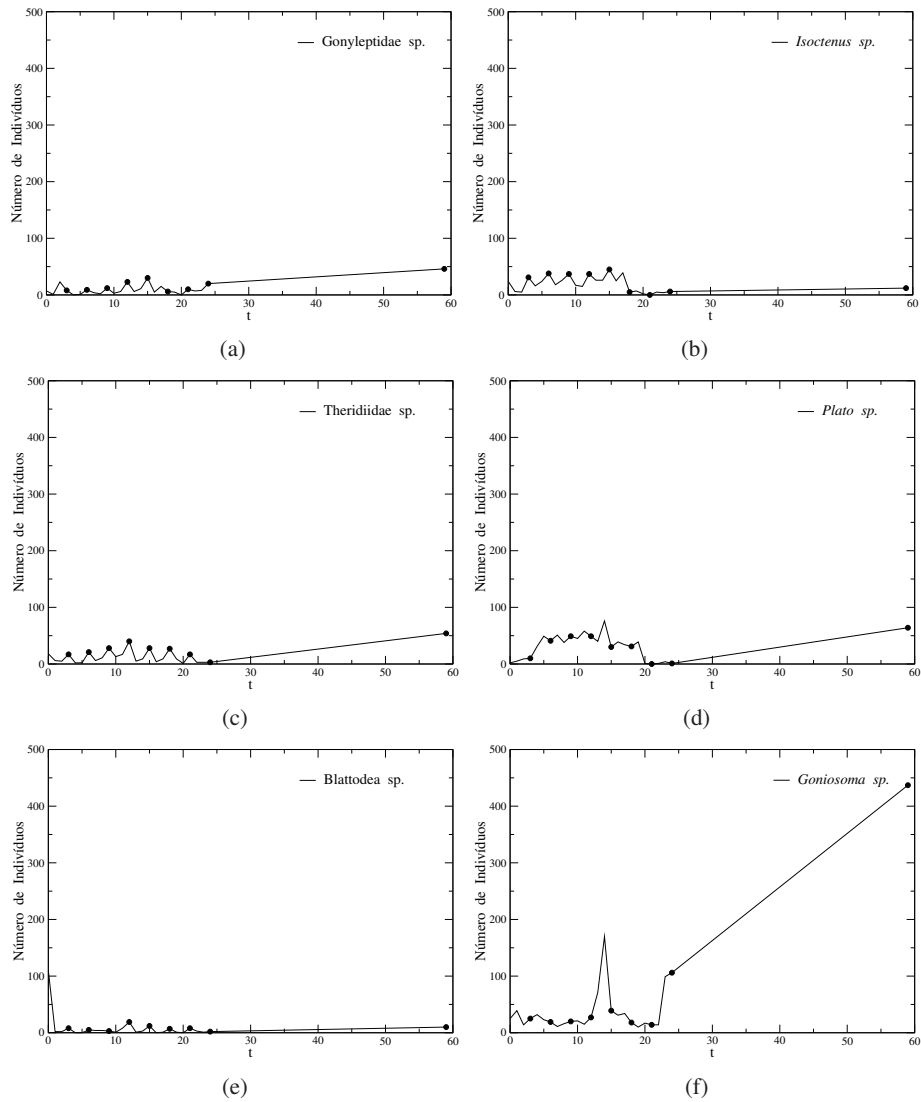 500
400
300
200
100
0
Número de Indivíduos
Gonyleptidae sp.
0 10 20 30 40 50 60
t
(a)
500
400
300
200
100
0
Número de Indivíduos
Isoctenus sp.
0 10 20 30 40 50 60
t
(b)
500
400
300
200
100
0
Número de Indivíduos
Theridiidae sp.
0 10 20 30 40 50 60
t
(c)
500
400
300
200
100
0
Número de Indivíduos
Plato sp.
0 10 20 30 40 50 60
t
(d)
500
400
300
200
100
0
Número de Indivíduos
Blattodea sp.
0 10 20 30 40 50 60
t
(e)
500
400
300
200
100
0
Número de Indivíduos
Goniosoma sp.
0 10 20 30 40 50 60
t
(f)